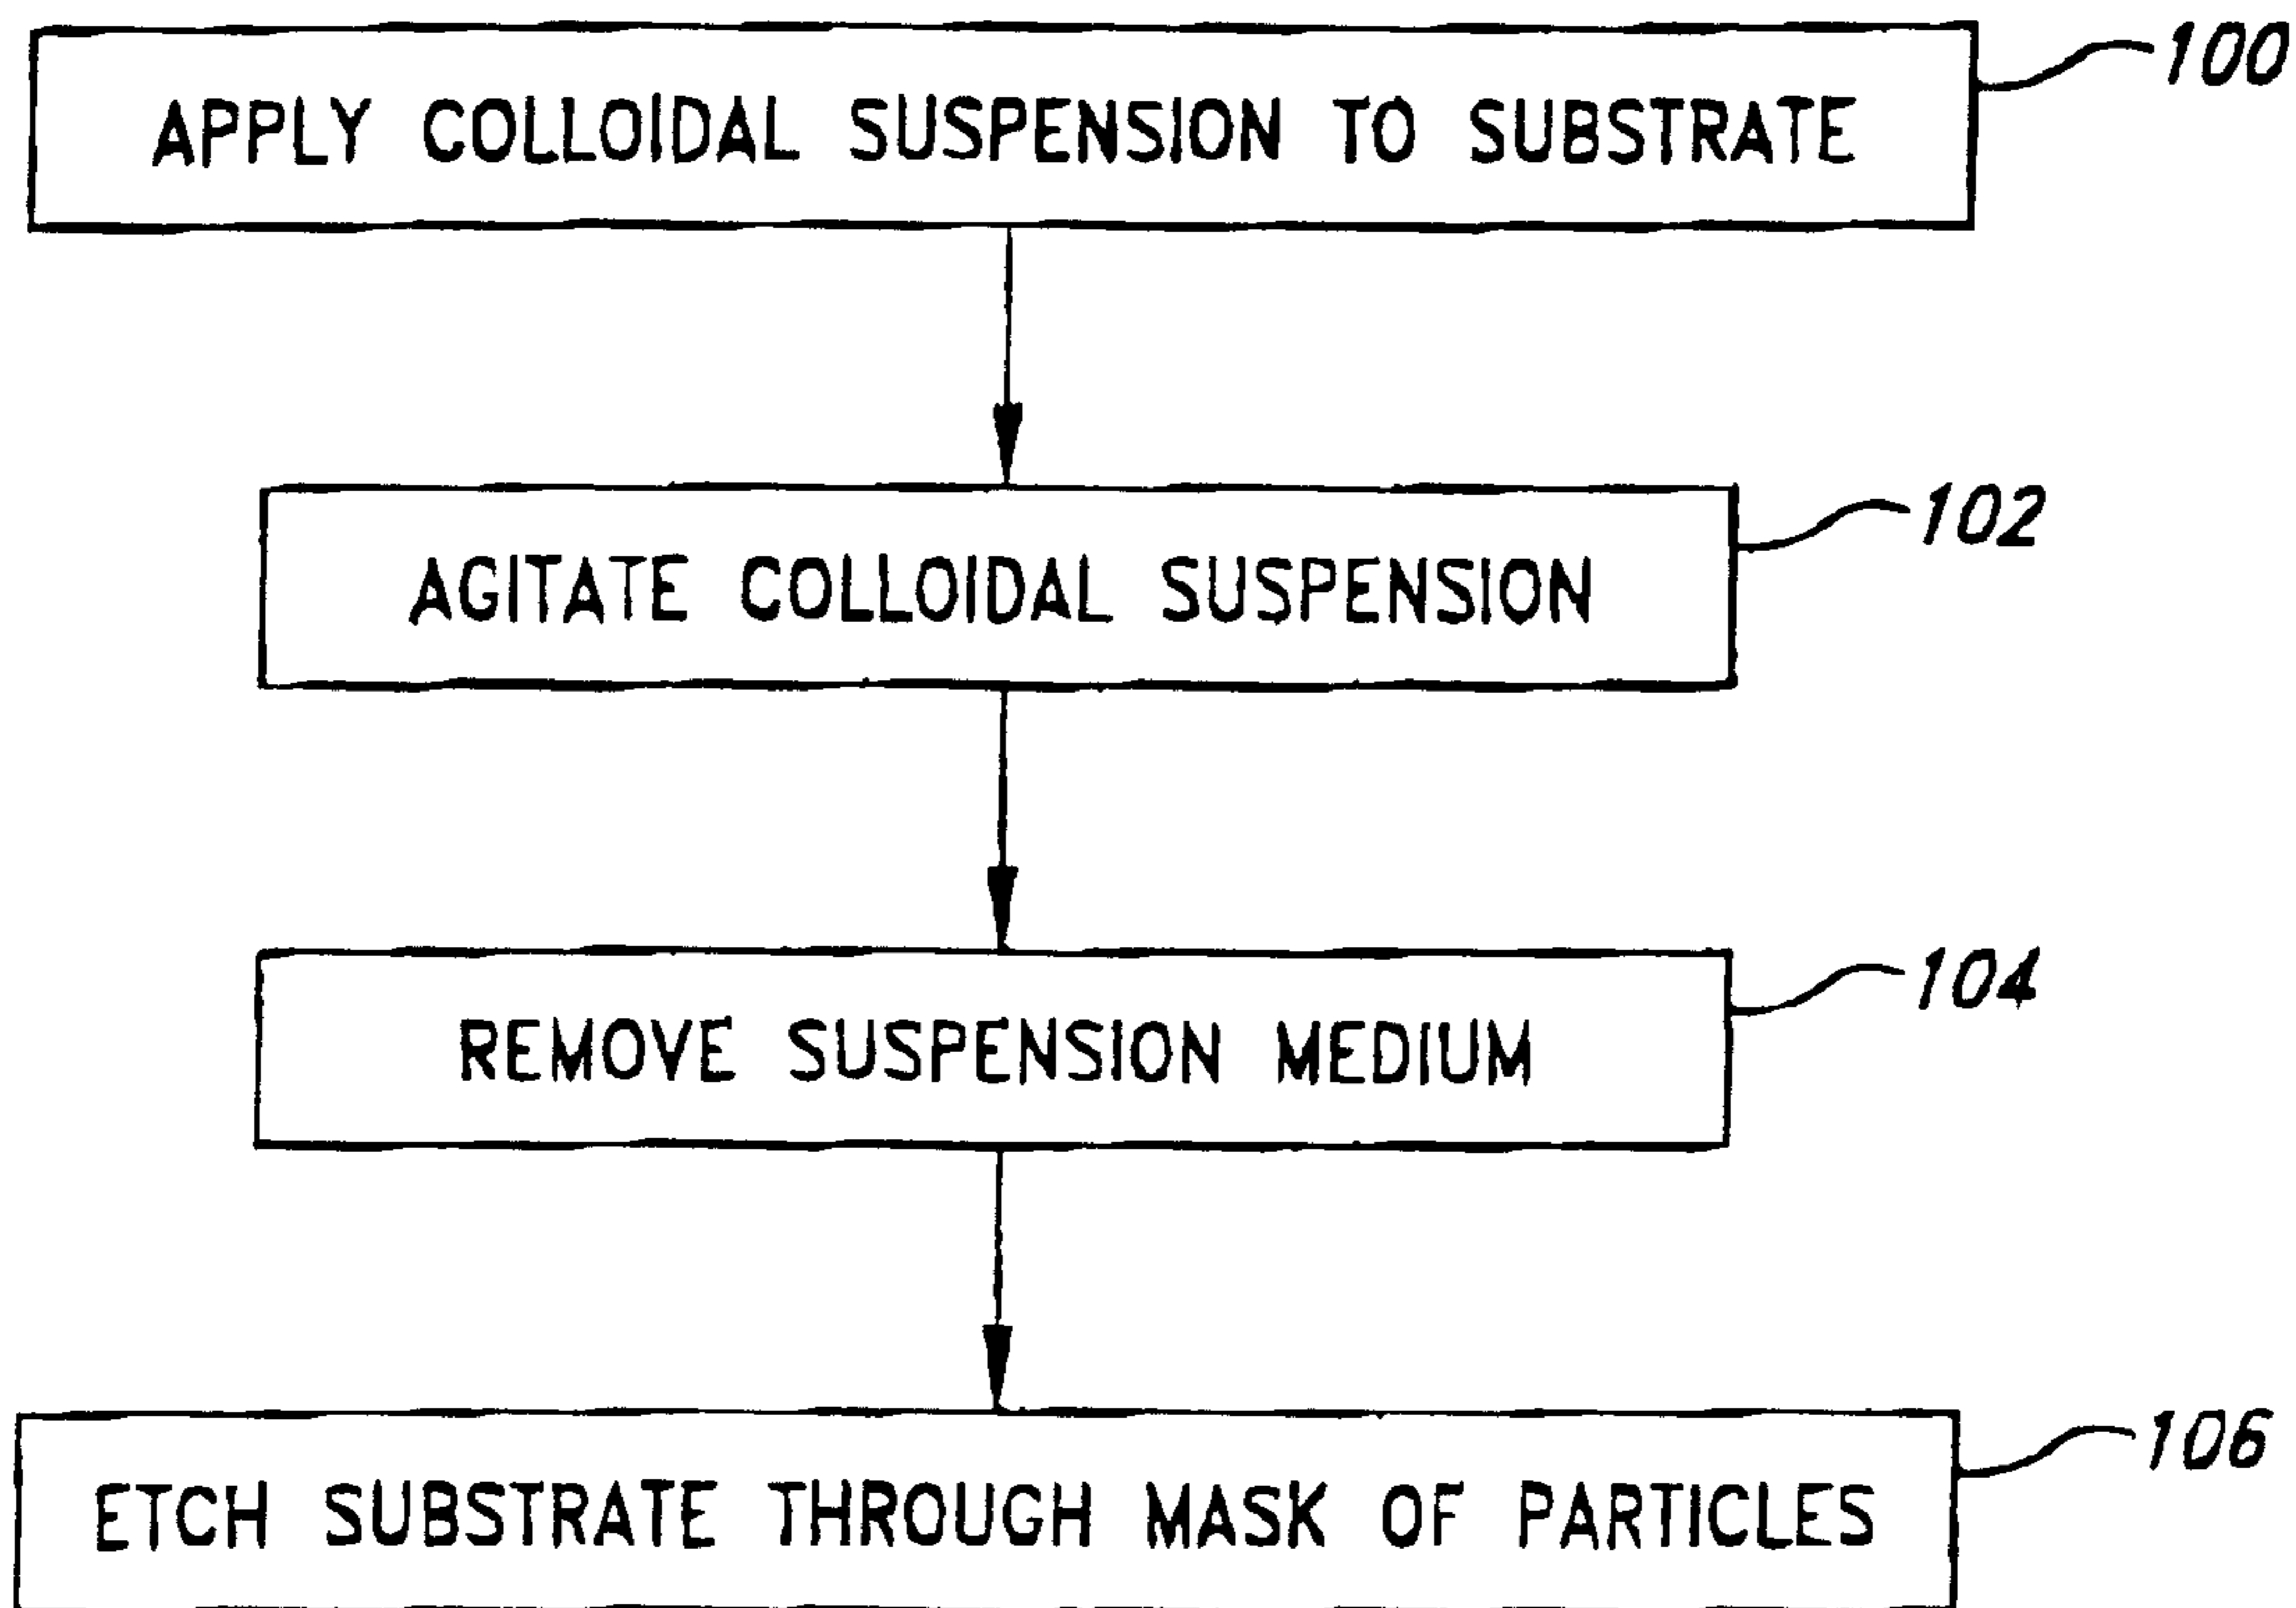 APPLY COLLOIDAL SUSPENSION TO SUBSTRATE
100
AGITATE COLLOIDAL SUSPENSION
102
REMOVE SUSPENSION MEDIUM
104
ETCH SUBSTRATE THROUGH MASK OF PARTICLES
106